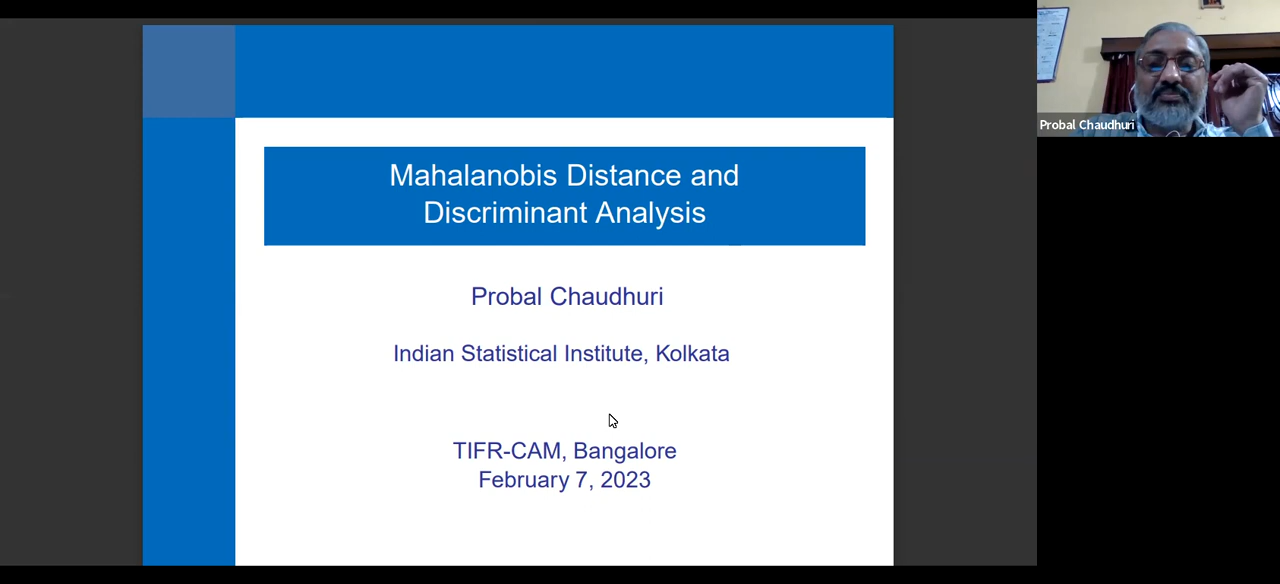 Mahalanobis Distance and
Discriminant Analysis
Probal Chaudhuri
Indian Statistical Institute, Kolkata
TIFR-CAM, Bangalore
February 7, 2023
Probal Chaudhuri